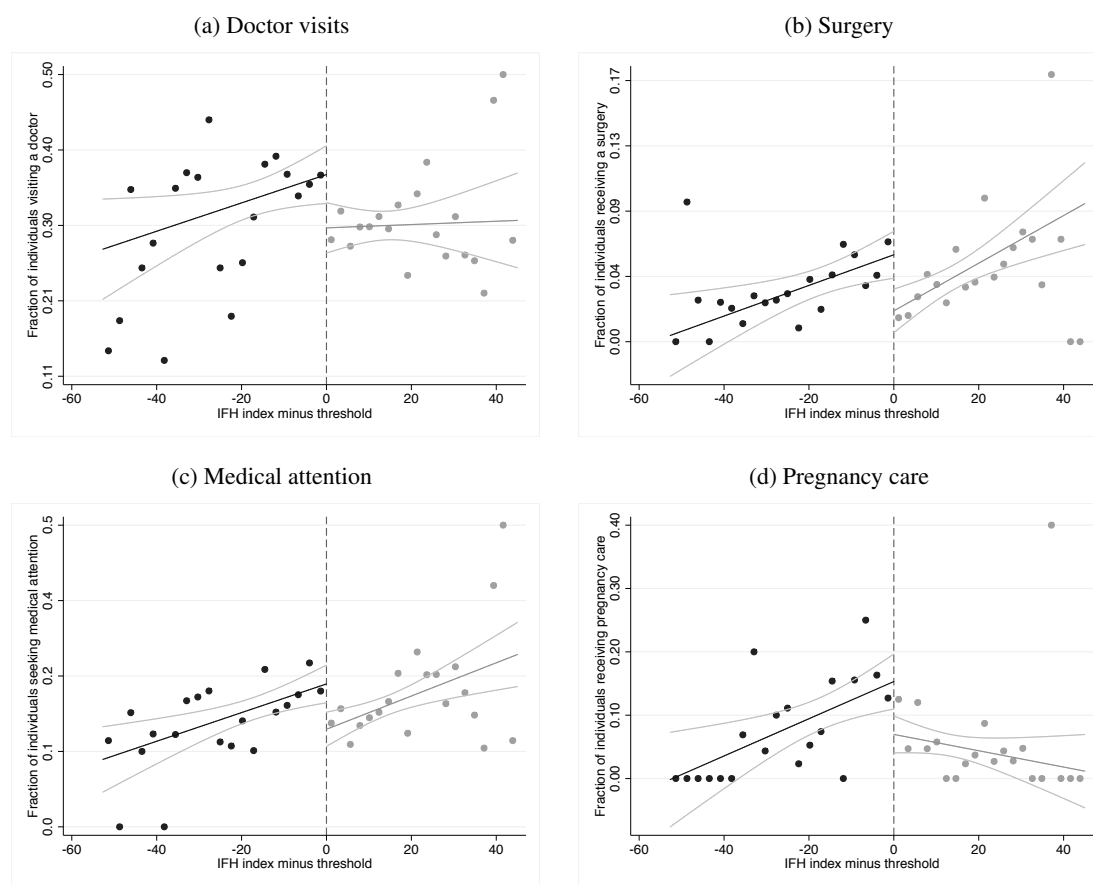 (a) Doctor visits
(b) Surgery
Fraction of individuals visiting a doctor
0.50
0.40
0.30
0.21
0.11
-60 -40 -20 0 20 40
IFH index minus threshold
Fraction of individuals receiving a surgery
0.17
0.13
0.09
0.04
0.00
-60 -40 -20 0 20 40
IFH index minus threshold
(c) Medical attention
(d) Pregnancy care
Fraction of individuals seeking medical attention
0.5
0.4
0.2
0.1
0.0
-60 -40 -20 0 20 40
IFH index minus threshold
Fraction of individuals receiving pregnancy care
0.40
0.30
0.20
0.10
0.00
-60 -40 -20 0 20 40
IFH index minus threshold